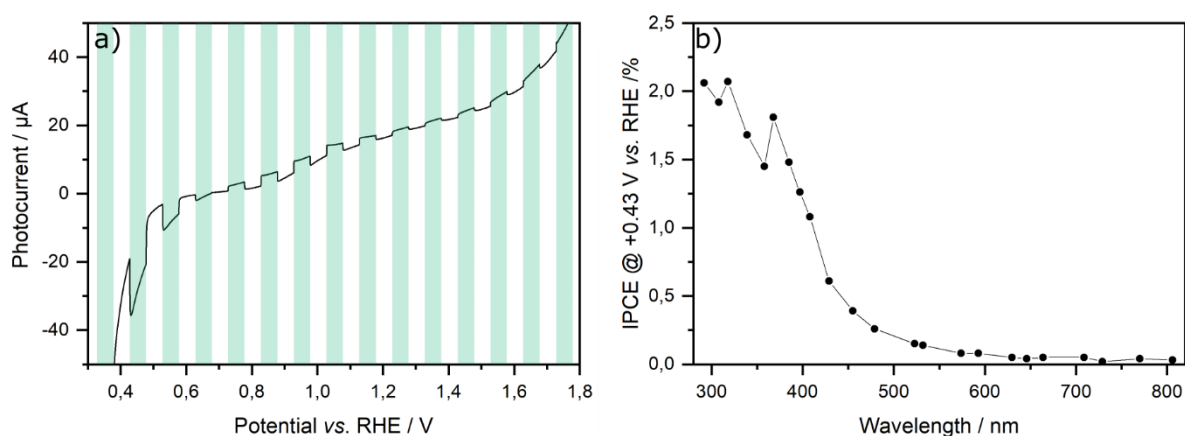 a)
Photocurrent / µA
40
20
0
-20
-40
0,4 0,6 0,8 1,0 1,2 1,4 1,6 1,8
Potential vs. RHE / V
b)
IPCE @ +0.43 V vs. RHE /%
2,5
2,0
1,5
1,0
0,5
0,0
300 400 500 600 700 800
Wavelength / nm